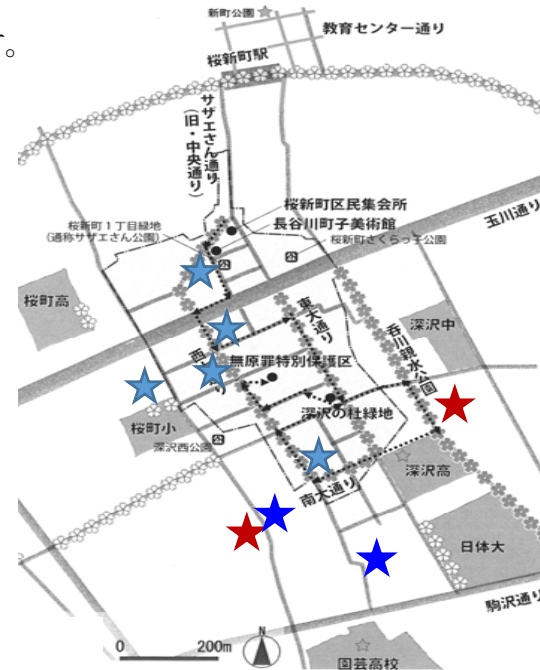 す。
新町公園
教育センター通り
桜新町駅
サザエさん通り
(旧・中央通り)
桜新町区民集会所
長谷川町子美術館
桜新町1丁目緑地
(通称サザエさん公園)
桜新町さくらっ子公園
玉川通り
公
公
桜町高
東大通り
呑川親水公園
深沢中
西
り
無原罪特別保護区
深沢の杜緑地
桜町小
深沢西公園
公
深沢高
南大通り
日体大
駒沢通り
0 200m
N
園芸高校